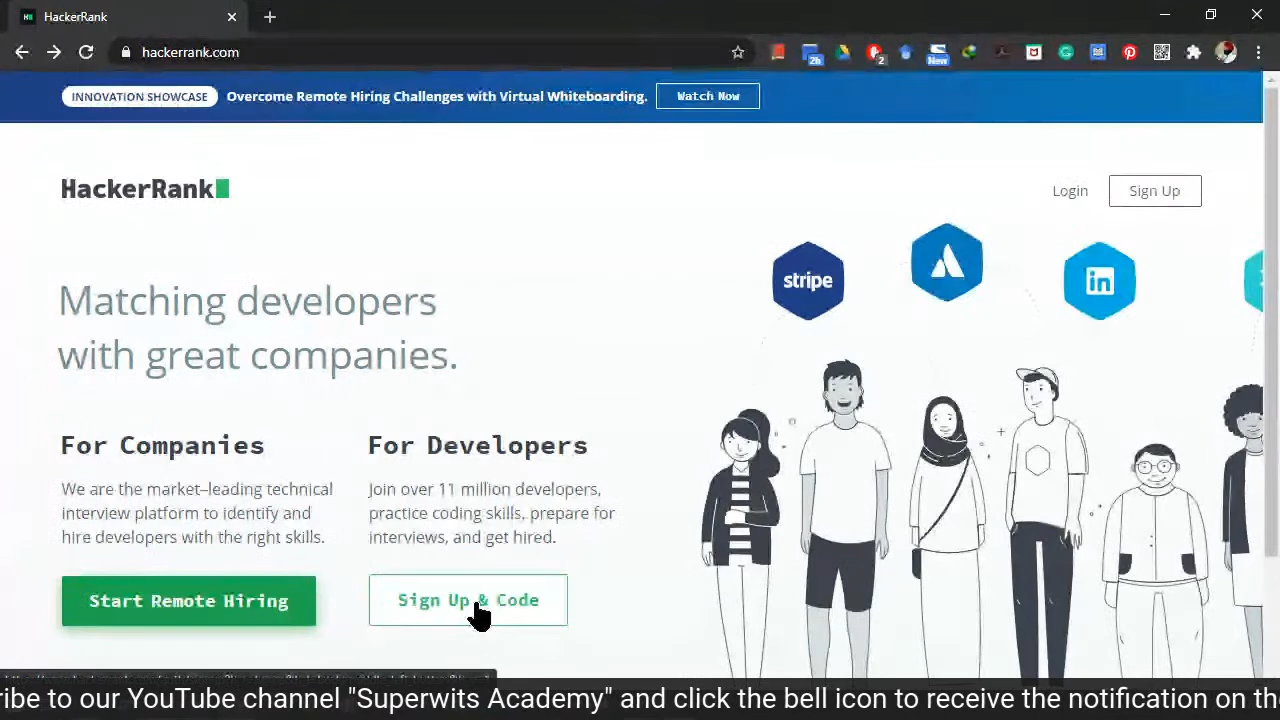 HackerRank
hackerrank.com
2h
2
New
INNOVATION SHOWCASE Overcome Remote Hiring Challenges with Virtual Whiteboarding. Watch Now
HackerRank
Login Sign Up
stripe
in
Matching developers
with great companies.
For Companies
We are the market–leading technical
interview platform to identify and
hire developers with the right skills.
Start Remote Hiring
For Developers
Join over 11 million developers,
practice coding skills, prepare for
interviews, and get hired.
Sign Up & Code
ribe to our YouTube channel "Superwits Academy" and click the bell icon to receive the notification on th